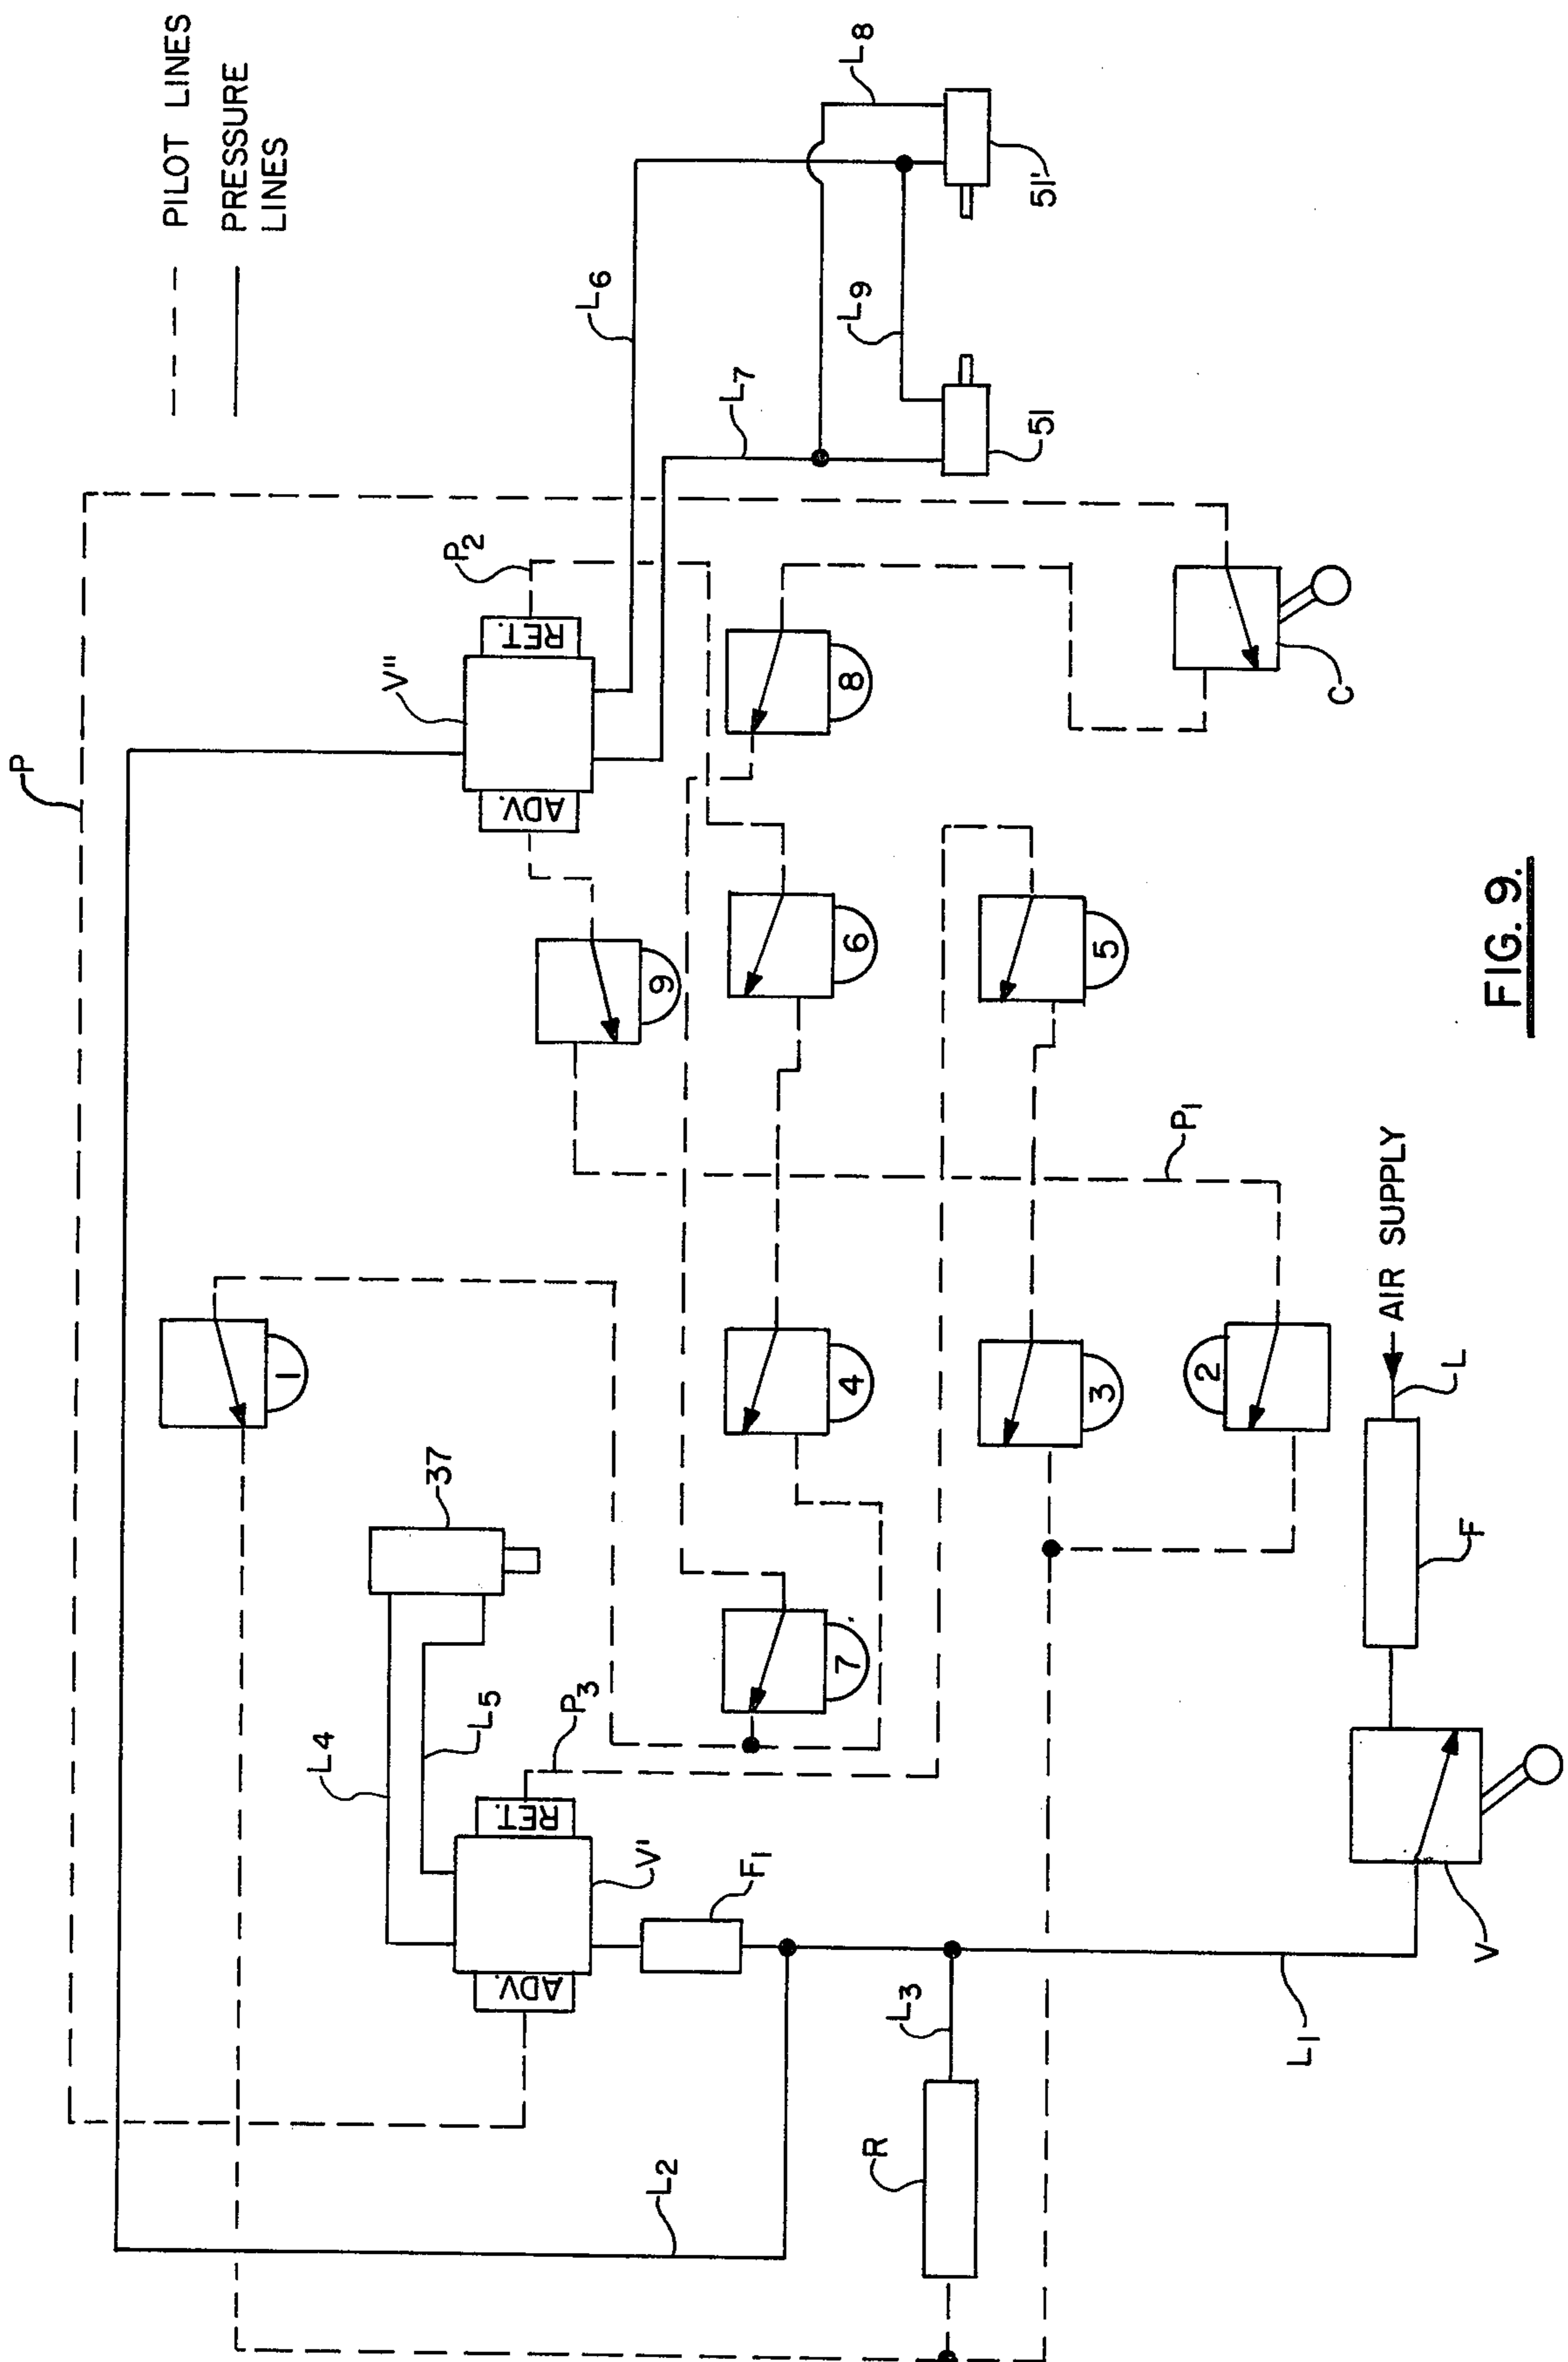 PILOT LINES
PRESSURE
LINES
P
P2
V"
RET.
ADV.
L6
L7
L8
L9
51
51'
8
C
9
6
5
1
P1
4
3
2
AIR SUPPLY
L
F
37
L4
L5
P3
7
RET.
ADV.
V'
F1
L3
R
L2
L1
V
FIG. 9.